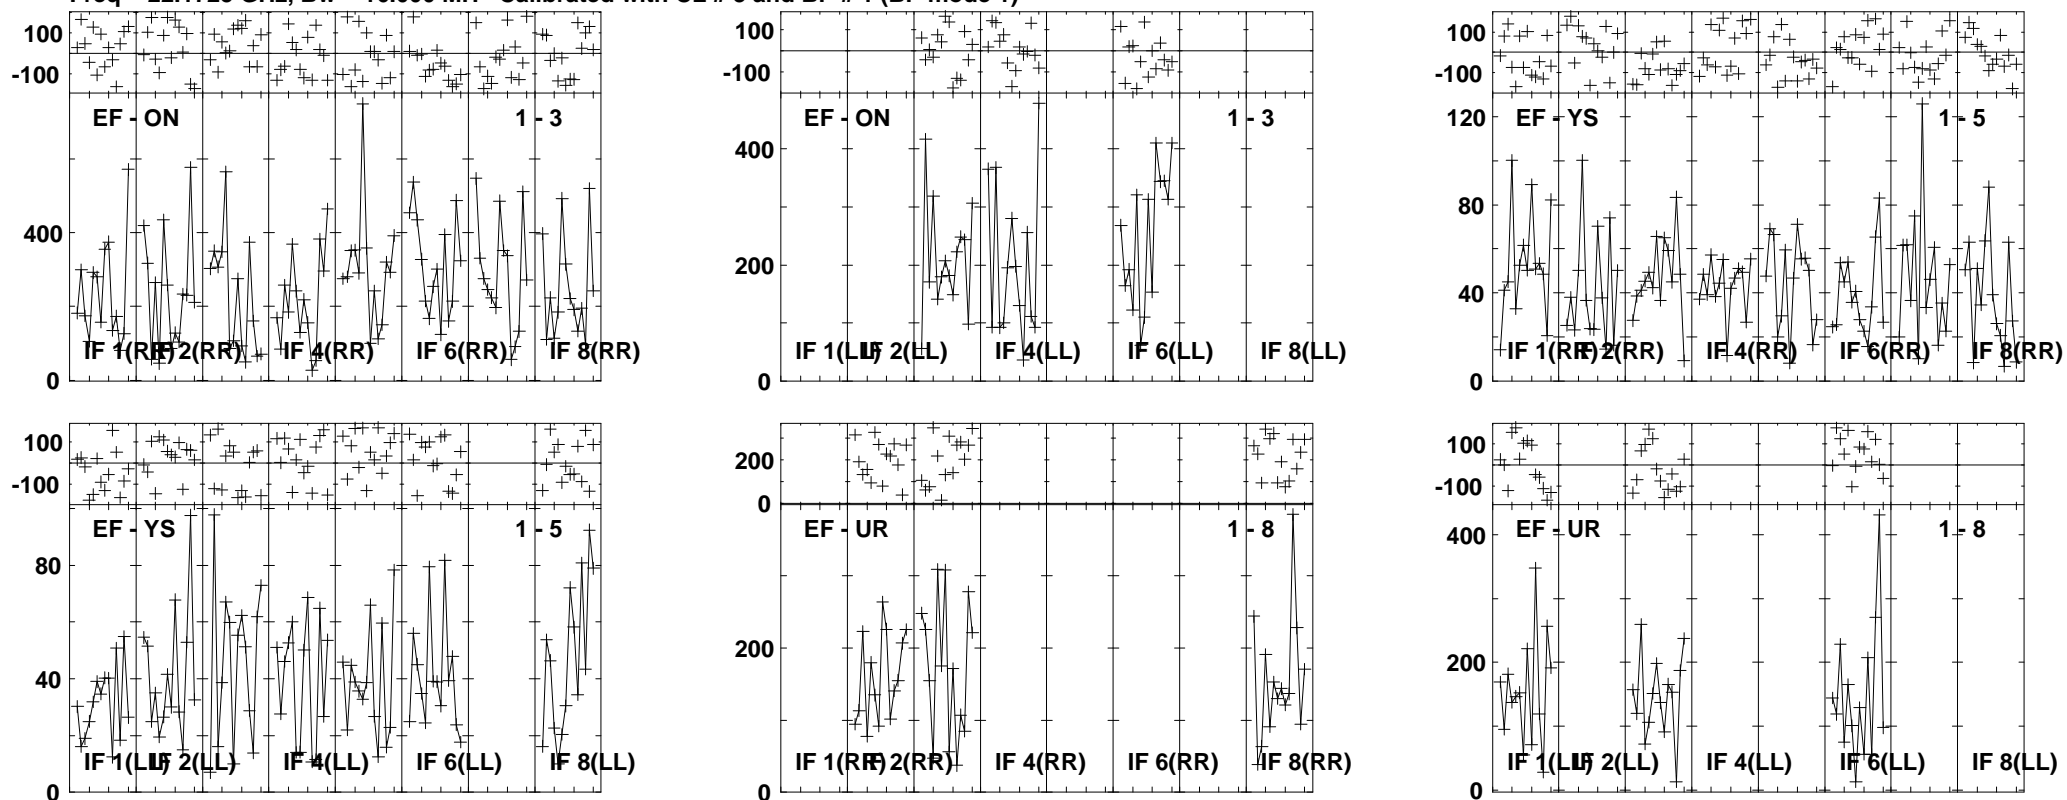 100
-100
EF - ON 1 - 3
400
0
IF 1(RR) IF 2(RR) IF 4(RR) IF 6(RR) IF 8(RR)
100
-100
EF - ON 1 - 3
400
200
0
IF 1(LL) IF 2(LL) IF 4(LL) IF 6(LL) IF 8(LL)
100
-100
EF - YS 1 - 5
120
80
40
0
IF 1(RR) IF 2(RR) IF 4(RR) IF 6(RR) IF 8(RR)
100
-100
EF - YS 1 - 5
80
40
0
IF 1(LL) IF 2(LL) IF 4(LL) IF 6(LL) IF 8(LL)
200
0
EF - UR 1 - 8
200
0
IF 1(RR) IF 2(RR) IF 4(RR) IF 6(RR) IF 8(RR)
100
-100
EF - UR 1 - 8
400
200
0
IF 1(LL) IF 2(LL) IF 4(LL) IF 6(LL) IF 8(LL)